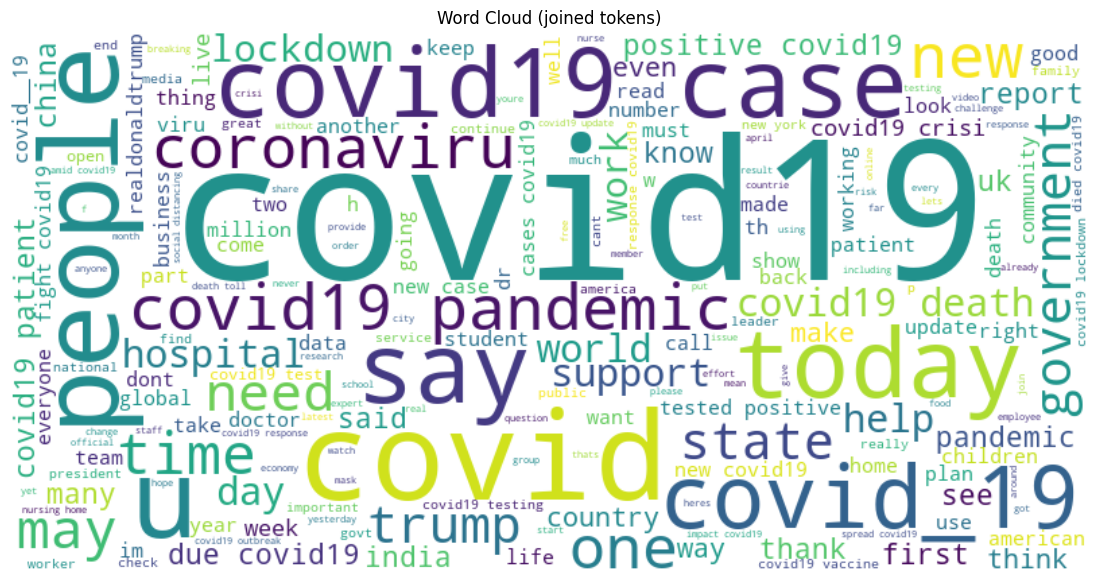 Word Cloud (joined tokens)
covid__19
end
breaking
nurse
lockdown
keep
well
positive covid19
new
good
family
china
live
media
crisi
youre
covid19
even
case
testing
video
people
realdonaldtrump
thing
read
number
look
challenge
report
viru
great
without
another
continue
covid19 update
must
new york
covid19 crisi
response
open
amid covid19
coronaviru
cases covid19
much
work
know
april
result
countrie
working
online
uk
every
lets
community
government
died covid19
fight covid19
f
business
social distancing
share
two
h
covid19
free
cant
response covid19
w
made
risk
far
anyone
month
million
provide
order
come
going
member
th
test
using
patient
death
covid19 patient
part
death toll
never
new case
dr
america
put
show
back
including
already
p
covid19 lockdown
covid19 pandemic
city
leader
covid19 death
find
data
service
student
issue
make
update
right
everyone
national
hospital
research
say
world
call
today
dont
global
covid19 test
need
school
expert
real
support
effort
mean
give
please
join
change
official
take
doctor
latest
said
question
public
want
tested positive
food
help
employee
team
staff
covid19 response
watch
group
thats
state
really
pandemic
president
time
economy
mask
covid
new covid19
home
children
plan
around
yet
nursing home
hope
u
day
heres
covid_19
got
see
many
year
important
covid19 testing
may
week
yesterday
govt
trump
start
country
impact covid19
use
american
worker
im
check
covid19 outbreak
due covid19
india
life
one
way
thank
covid19 vaccine
spread covid19
first
think